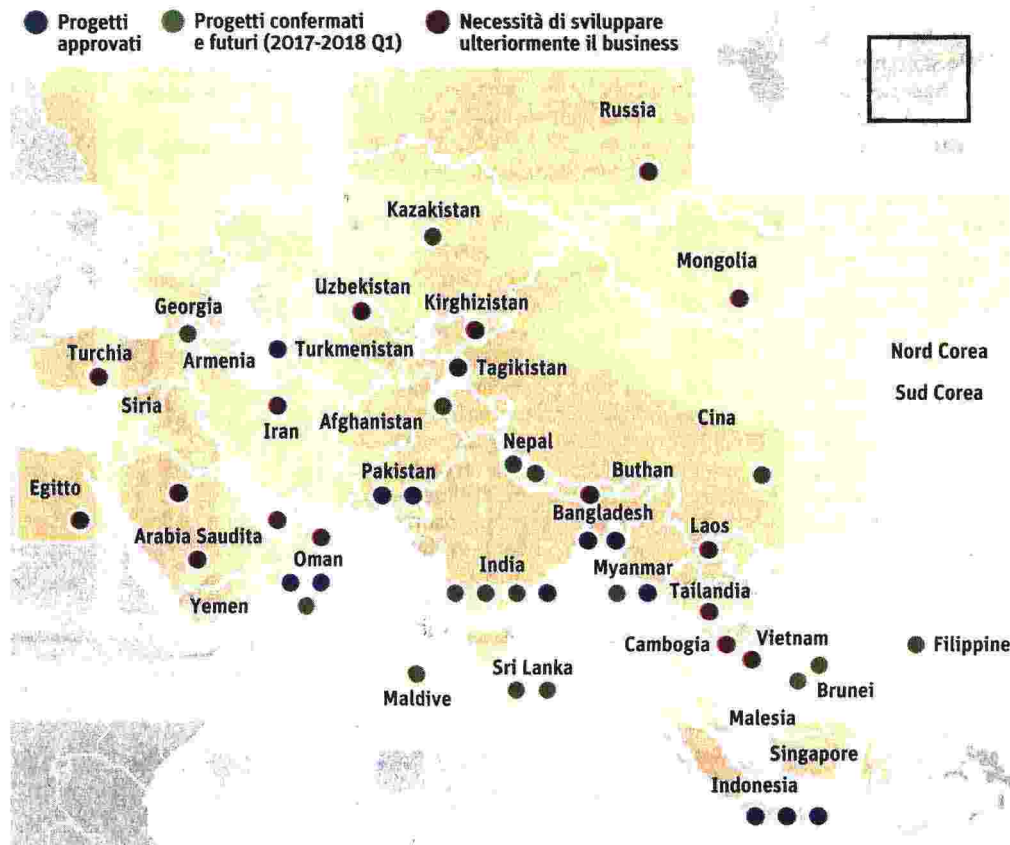 Progetti
approvati
Progetti confermati
e futuri (2017-2018 Q1)
Necessità di sviluppare
ulteriormente il business
Russia
Kazakistan
Mongolia
Uzbekistan
Kirghizistan
Georgia
Turchia
Armenia
Turkmenistan
Tagikistan
Nord Corea
Sud Corea
Siria
Iran
Afghanistan
Cina
Nepal
Buthan
Pakistan
Egitto
Bangladesh
Arabia Saudita
Laos
Oman
India
Myanmar
Yemen
Tailandia
Cambogia
Vietnam
Filippine
Sri Lanka
Maldive
Brunei
Malesia
Singapore
Indonesia